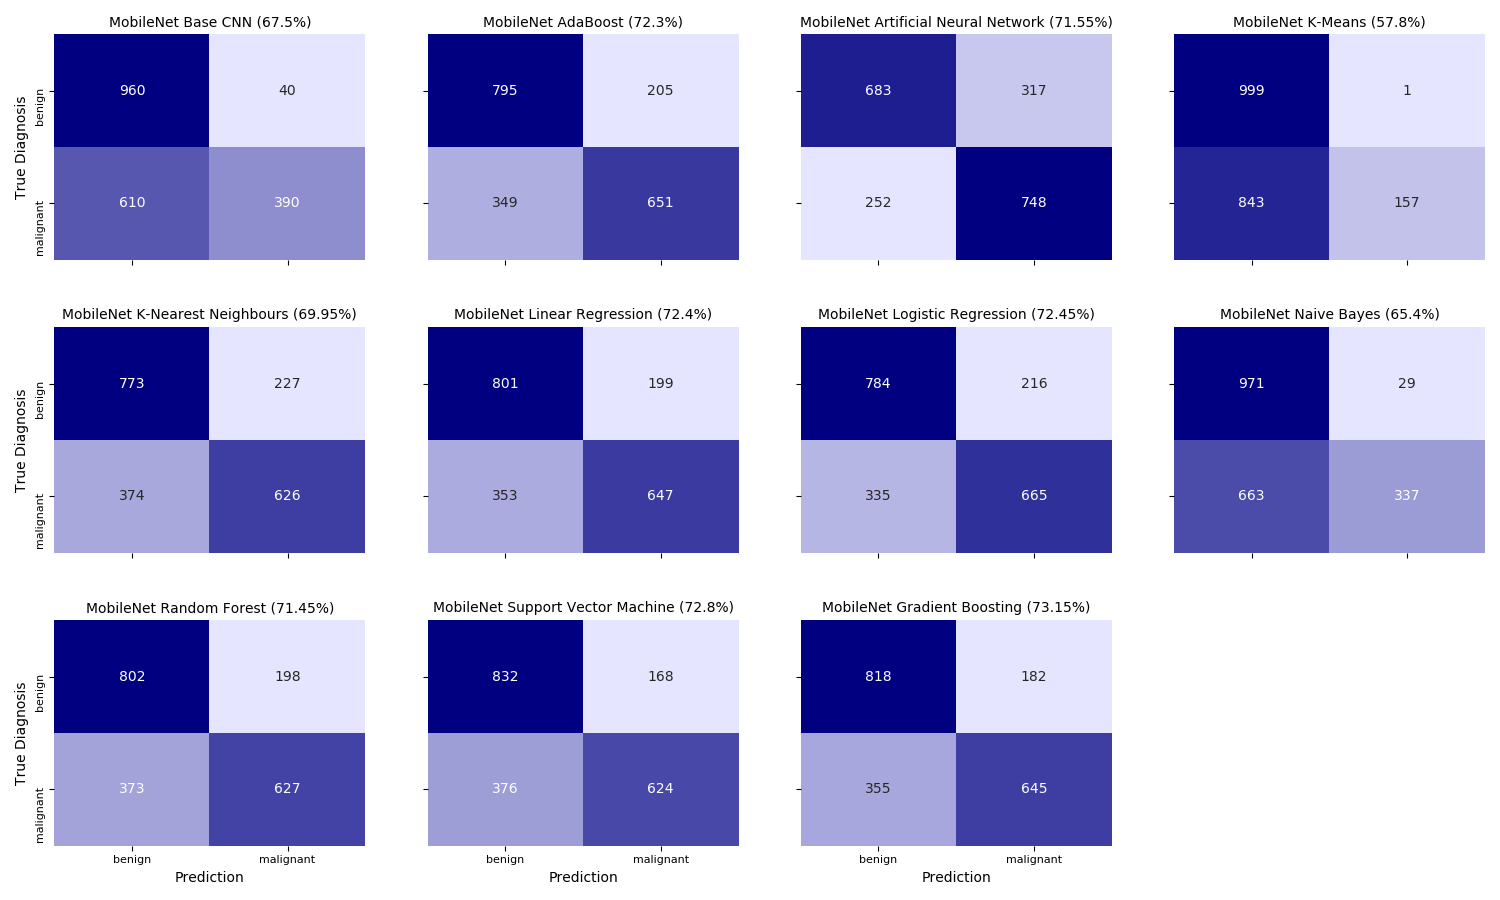 MobileNet Base CNN (67.5%)
MobileNet AdaBoost (72.3%)
MobileNet Artificial Neural Network (71.55%)
MobileNet K-Means (57.8%)
True Diagnosis
benign
malignant
960 40
610 390
795 205
349 651
683 317
252 748
999 1
843 157
MobileNet K-Nearest Neighbours (69.95%)
MobileNet Linear Regression (72.4%)
MobileNet Logistic Regression (72.45%)
MobileNet Naive Bayes (65.4%)
True Diagnosis
benign
malignant
773 227
374 626
801 199
353 647
784 216
335 665
971 29
663 337
MobileNet Random Forest (71.45%)
MobileNet Support Vector Machine (72.8%)
MobileNet Gradient Boosting (73.15%)
True Diagnosis
benign
malignant
802 198
373 627
832 168
376 624
818 182
355 645
benign malignant
benign malignant
benign malignant
Prediction
Prediction
Prediction